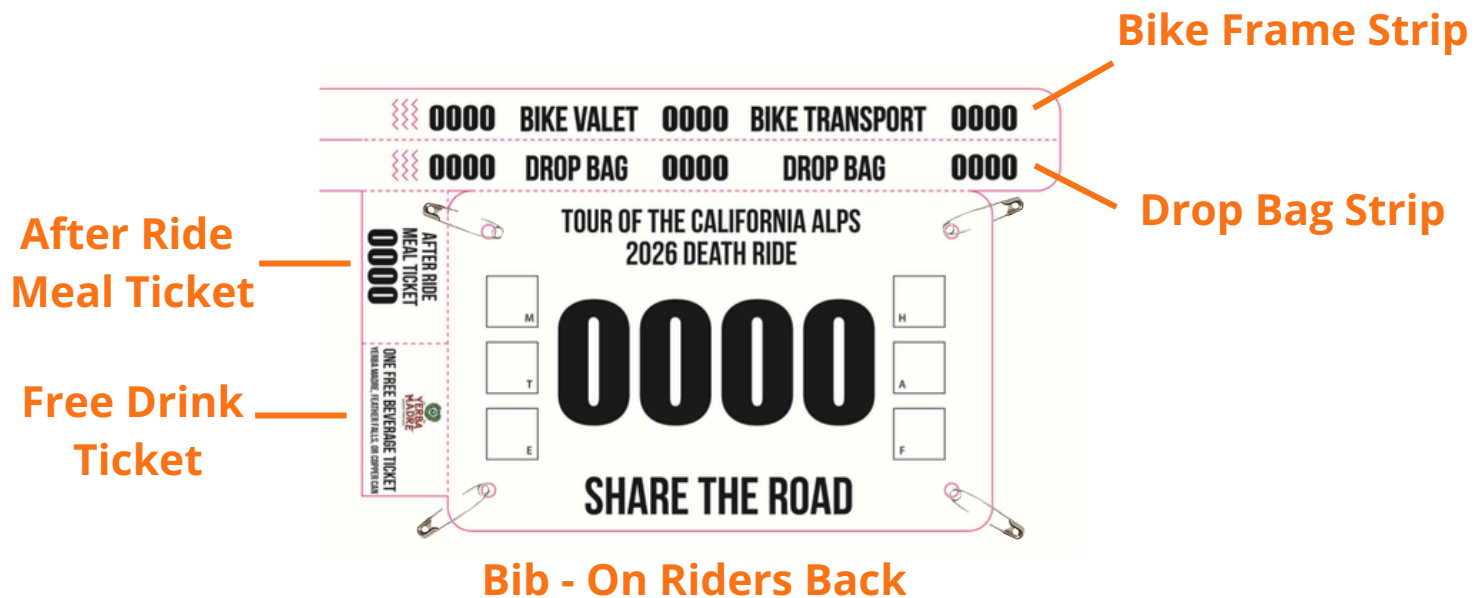 Bike Frame Strip
0000 BIKE VALET 0000 BIKE TRANSPORT 0000
0000 DROP BAG 0000 DROP BAG 0000
Drop Bag Strip
After Ride
Meal Ticket
AFTER RIDE
MEAL TICKET
0000
TOUR OF THE CALIFORNIA ALPS
2026 DEATH RIDE
M
T
E
0000
H
A
F
Free Drink
Ticket
YERBA
MADRE
ONE FREE BEVERAGE TICKET
YERBA MADRE, FEATHER FALLS, OR COPPER CAN
SHARE THE ROAD
Bib - On Riders Back